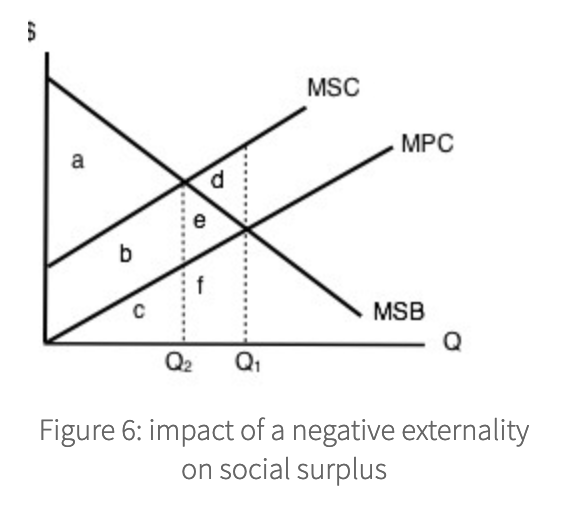 $
MSC
MPC
a
d
e
b
f
c
MSB
Q
Q₂ Q₁
Figure 6: impact of a negative externality
on social surplus